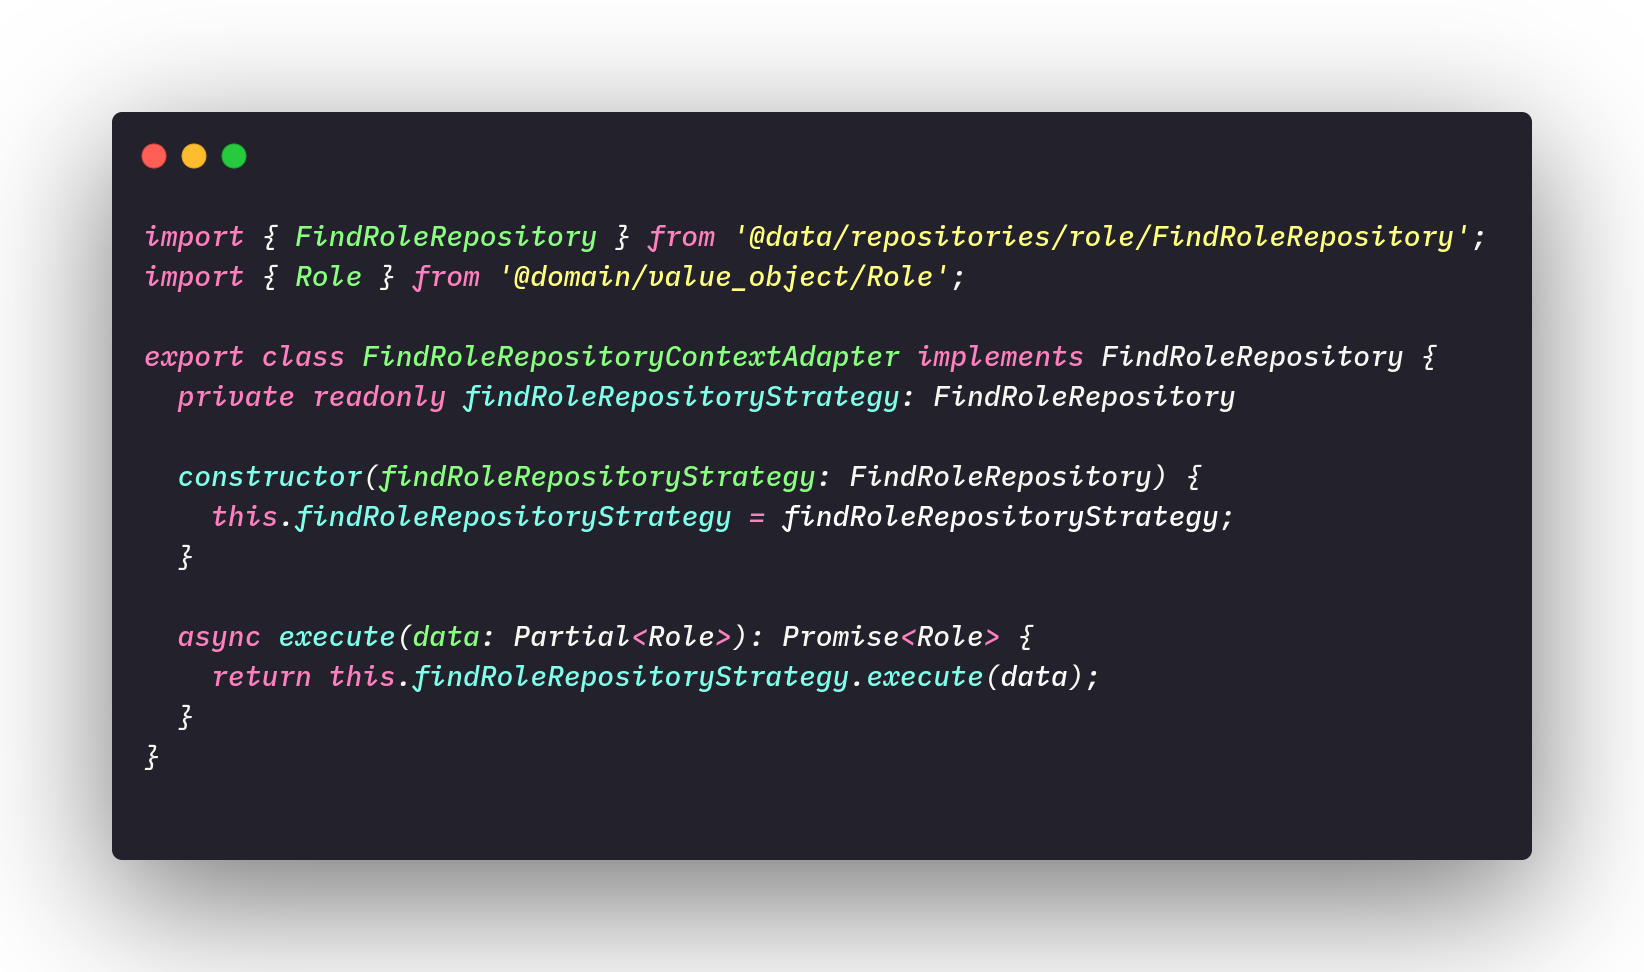 import { FindRoleRepository } from '@data/repositories/role/FindRoleRepository';
import { Role } from '@domain/value_object/Role';

export class FindRoleRepositoryContextAdapter implements FindRoleRepository {
  private readonly findRoleRepositoryStrategy: FindRoleRepository

  constructor(findRoleRepositoryStrategy: FindRoleRepository) {
    this.findRoleRepositoryStrategy = findRoleRepositoryStrategy;
  }

  async execute(data: Partial<Role>): Promise<Role> {
    return this.findRoleRepositoryStrategy.execute(data);
  }
}